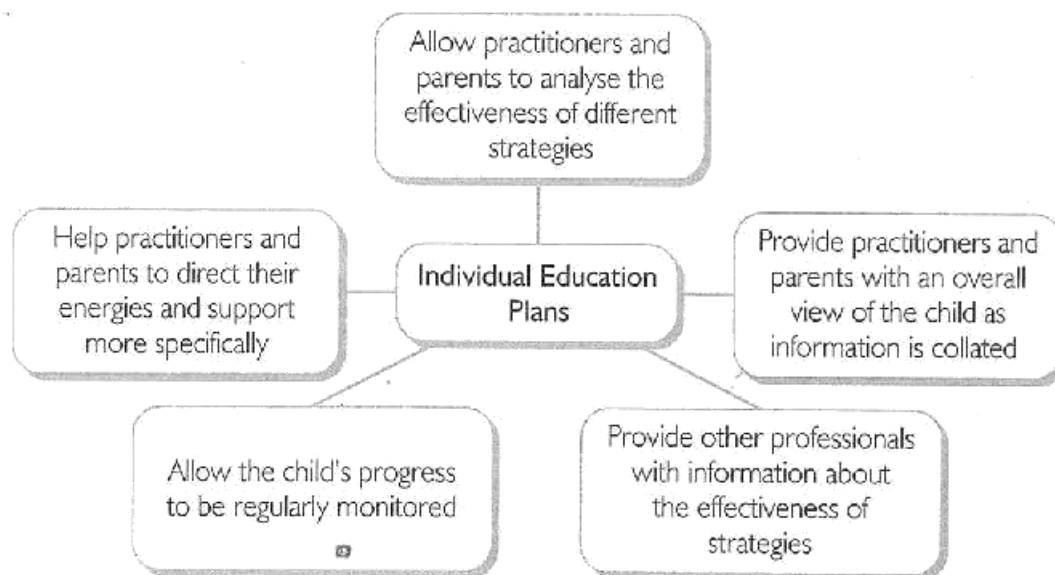 Allow practitioners and
parents to analyse the
effectiveness of different
strategies
Help practitioners and
parents to direct their
energies and support
more specifically
Individual Education
Plans
Provide practitioners and
parents with an overall
view of the child as
information is collated
Allow the child's progress
to be regularly monitored
Provide other professionals
with information about
the effectiveness of
strategies